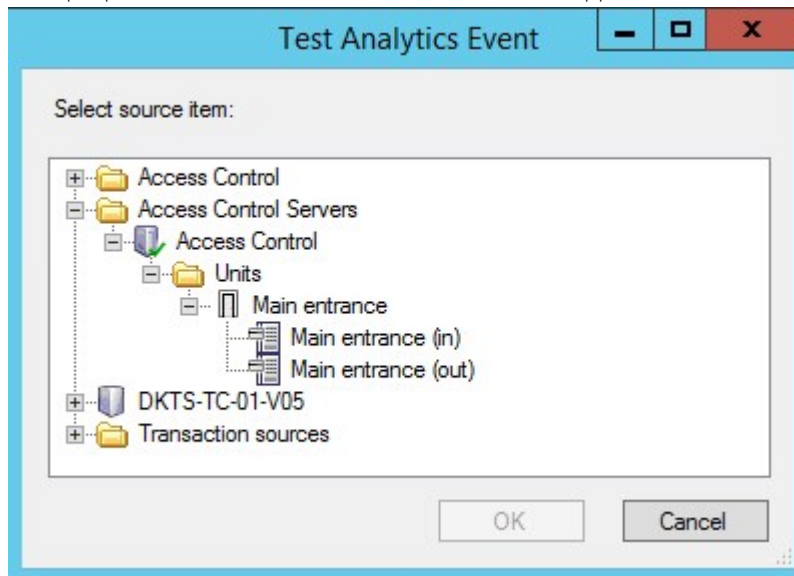 Test Analytics Event
Select source item:
Access Control
Access Control Servers
Access Control
Units
Main entrance
Main entrance (in)
Main entrance (out)
DKTS-TC-01-V05
Transaction sources
OK
Cancel